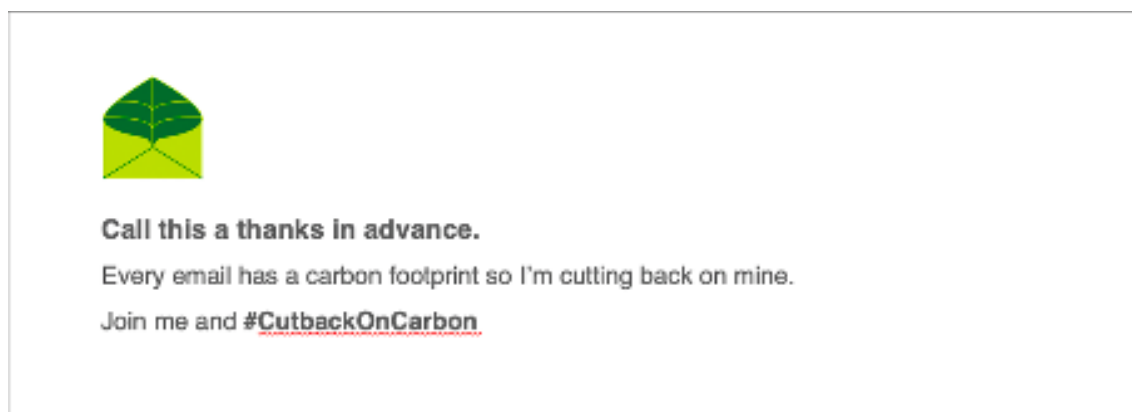 Call this a thanks in advance.
Every email has a carbon footprint so I'm cutting back on mine.
Join me and #CutbackOnCarbon